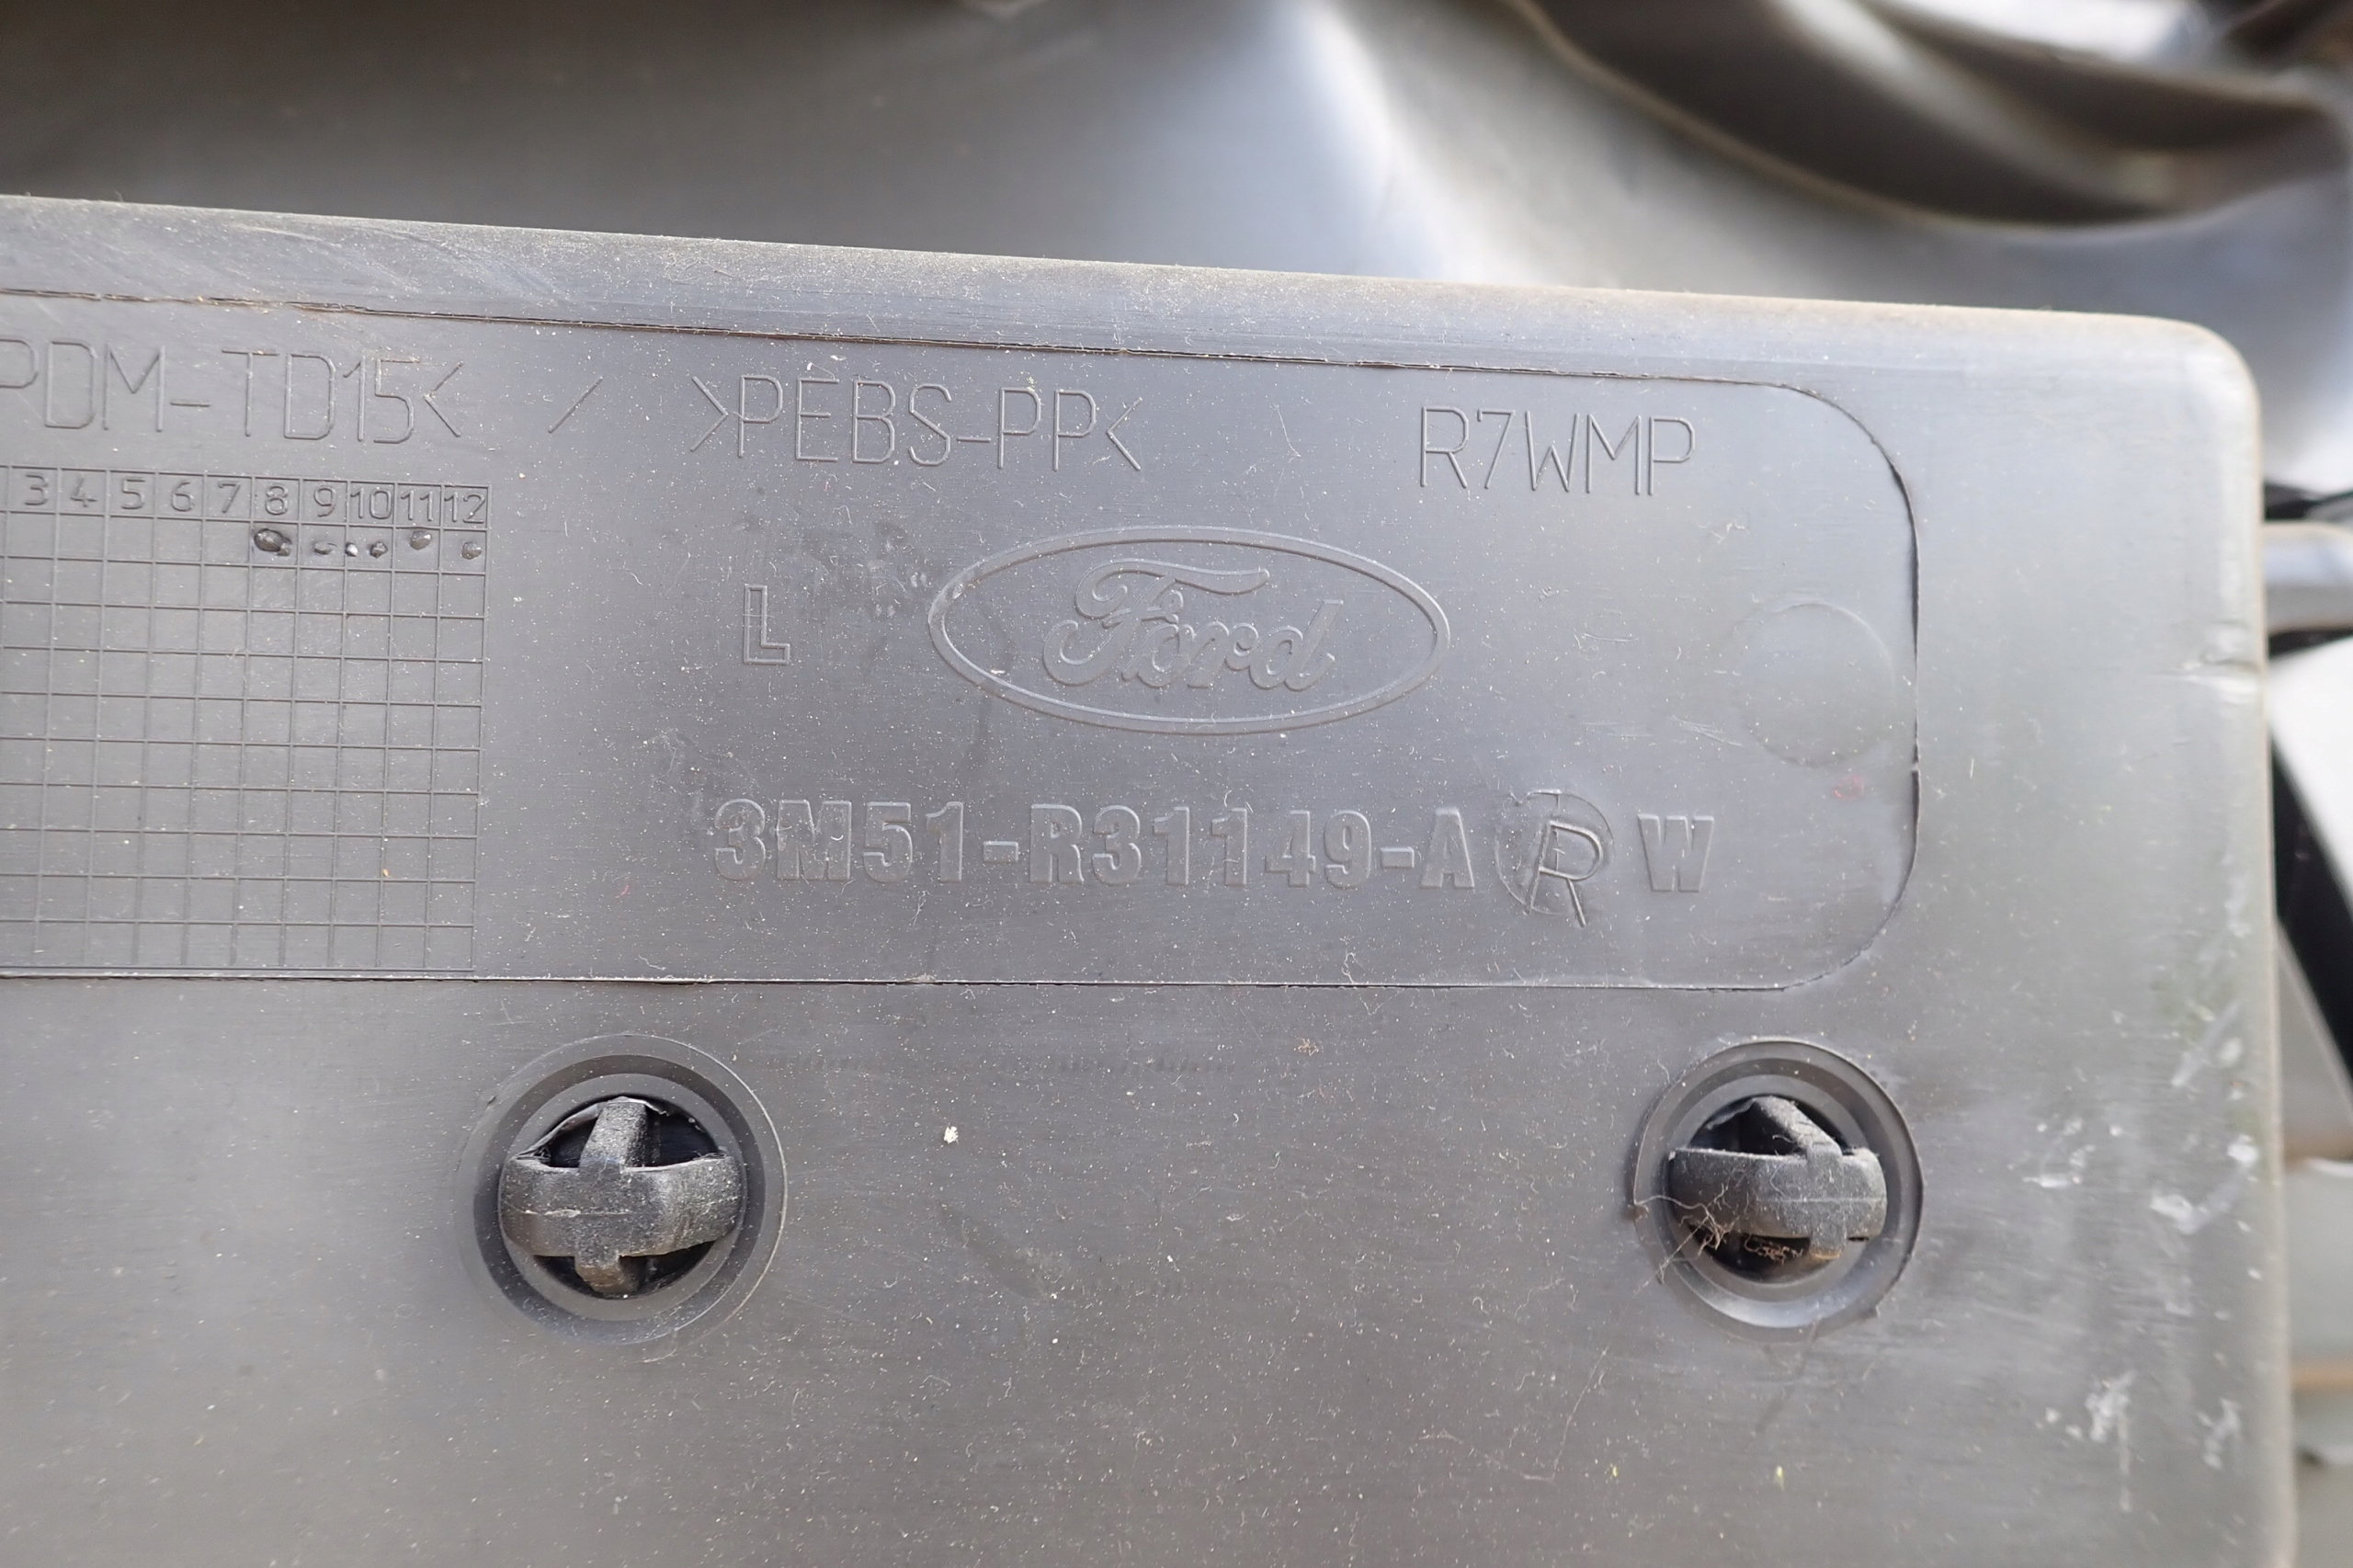 PDM-TD15< / >PEBS-PP< R7WMP
3 4 5 6 7 8 9 10 11 12
L Ford
3M51-R31149-A R W